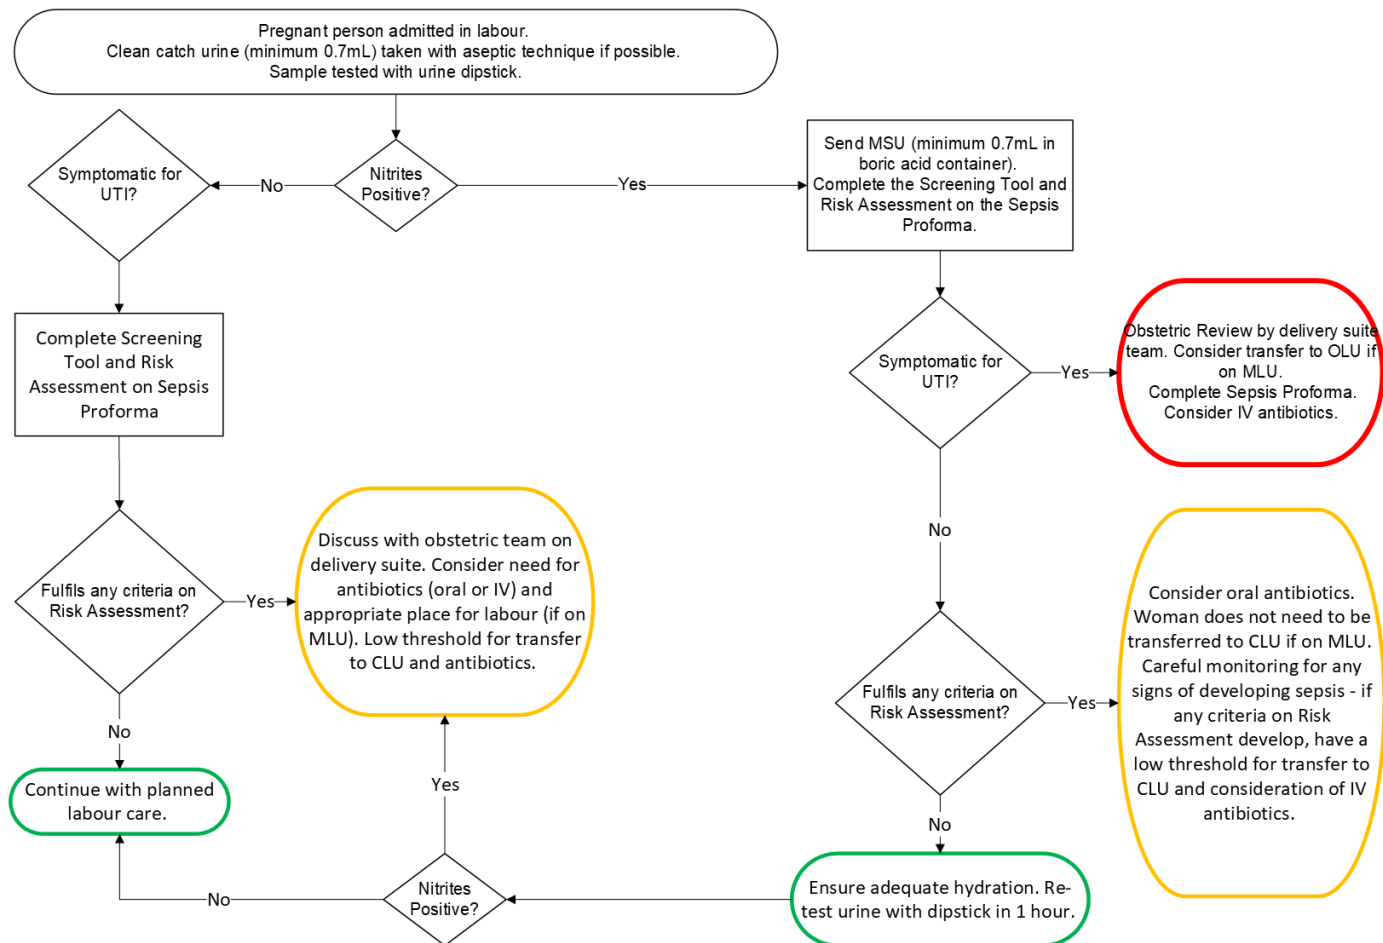 Pregnant person admitted in labour.
Clean catch urine (minimum 0.7mL) taken with aseptic technique if possible.
Sample tested with urine dipstick.
Nitrites
Positive?
No
Yes
Symptomatic for
UTI?
Send MSU (minimum 0.7mL in
boric acid container).
Complete the Screening Tool and
Risk Assessment on the Sepsis
Proforma.
Complete Screening
Tool and Risk
Assessment on Sepsis
Proforma
Symptomatic for
UTI?
Yes
Obstetric Review by delivery suite
team. Consider transfer to OLU if
on MLU.
Complete Sepsis Proforma.
Consider IV antibiotics.
No
Fulfils any criteria on
Risk Assessment?
Yes
Discuss with obstetric team on
delivery suite. Consider need for
antibiotics (oral or IV) and
appropriate place for labour (if on
MLU). Low threshold for transfer
to CLU and antibiotics.
Fulfils any criteria on
Risk Assessment?
Yes
Consider oral antibiotics.
Woman does not need to be
transferred to CLU if on MLU.
Careful monitoring for any
signs of developing sepsis - if
any criteria on Risk
Assessment develop, have a
low threshold for transfer to
CLU and consideration of IV
antibiotics.
No
Continue with planned
labour care.
Yes
No
Ensure adequate hydration. Re-
test urine with dipstick in 1 hour.
Nitrites
Positive?
No